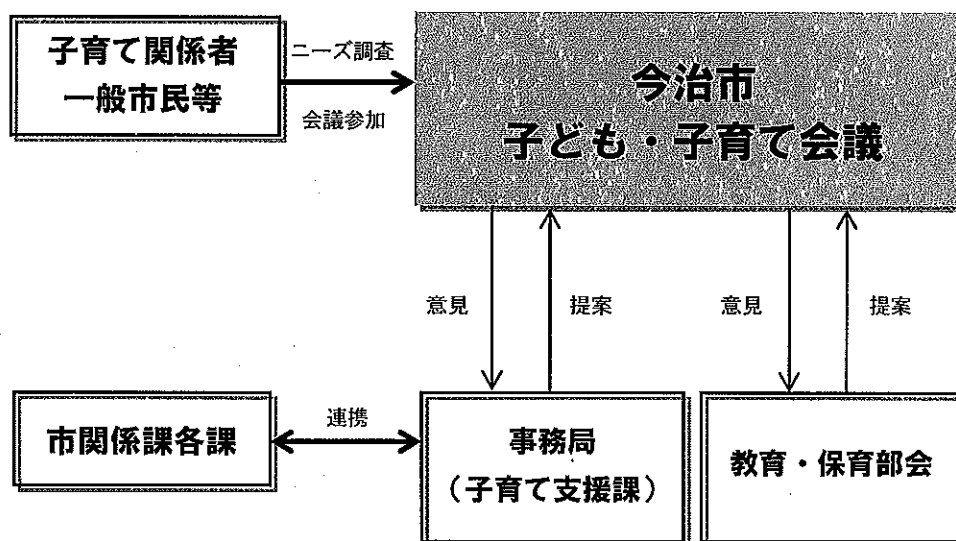 子育て関係者
一般市民等
ニーズ調査
会議参加
今治市
子ども・子育て会議
意見
提案
意見
提案
市関係課各課
連携
事務局
（子育て支援課）
教育・保育部会